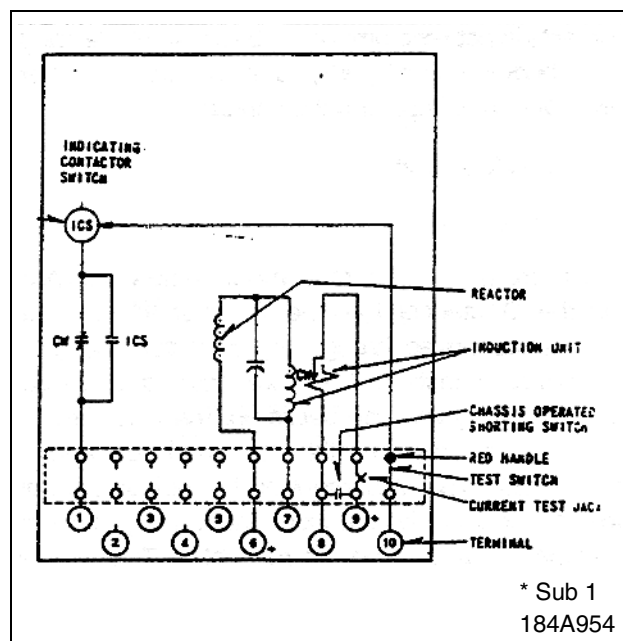 INDICATING
CONTACTOR
SWITCH
ICS
REACTOR
CW
ICS
CW
INDUCTION UNIT
CHASSIS OPERATED
SHORTING SWITCH
RED HANDLE
TEST SWITCH
CURRENT TEST JACK
1 3 5 7 9 +
2 4 6 + 8 10
TERMINAL
* Sub 1
184A954